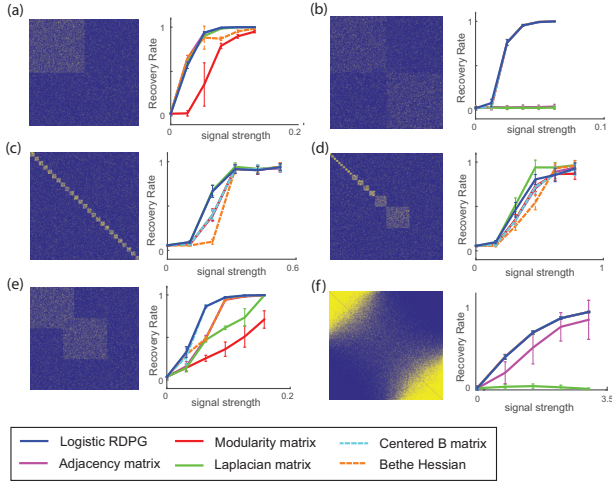 (a)
Recovery Rate
1
0
0
0.2
signal strength
(b)
Recovery Rate
1
0
0
0.1
signal strength
(c)
Recovery Rate
1
0
0
0.6
signal strength
(d)
Recovery Rate
1
0
0
1
signal strength
(e)
Recovery Rate
1
0
0
0.2
signal strength
(f)
Recovery Rate
1
0
0
3.5
signal strength
Logistic RDPG
Modularity matrix
Centered B matrix
Adjacency matrix
Laplacian matrix
Bethe Hessian